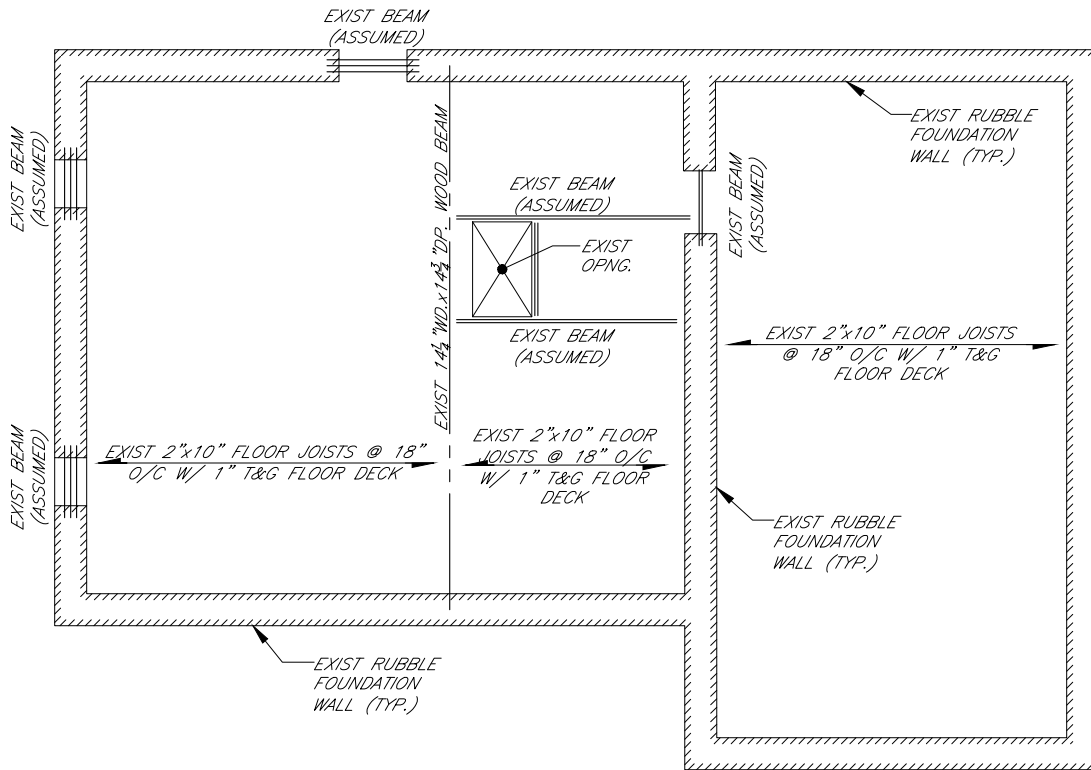 EXIST BEAM
(ASSUMED)
EXIST BEAM
(ASSUMED)
EXIST 14¼"WD.x14¾"DP. WOOD BEAM
EXIST RUBBLE
FOUNDATION
WALL (TYP.)
EXIST BEAM
(ASSUMED)
EXIST BEAM
(ASSUMED)
EXIST
OPNG.
EXIST BEAM
(ASSUMED)
EXIST 2"x10" FLOOR JOISTS
@ 18" O/C W/ 1" T&G
FLOOR DECK
EXIST BEAM
(ASSUMED)
EXIST 2"x10" FLOOR JOISTS @ 18"
O/C W/ 1" T&G FLOOR DECK
EXIST 2"x10" FLOOR
JOISTS @ 18" O/C
W/ 1" T&G FLOOR
DECK
EXIST RUBBLE
FOUNDATION
WALL (TYP.)
EXIST RUBBLE
FOUNDATION
WALL (TYP.)